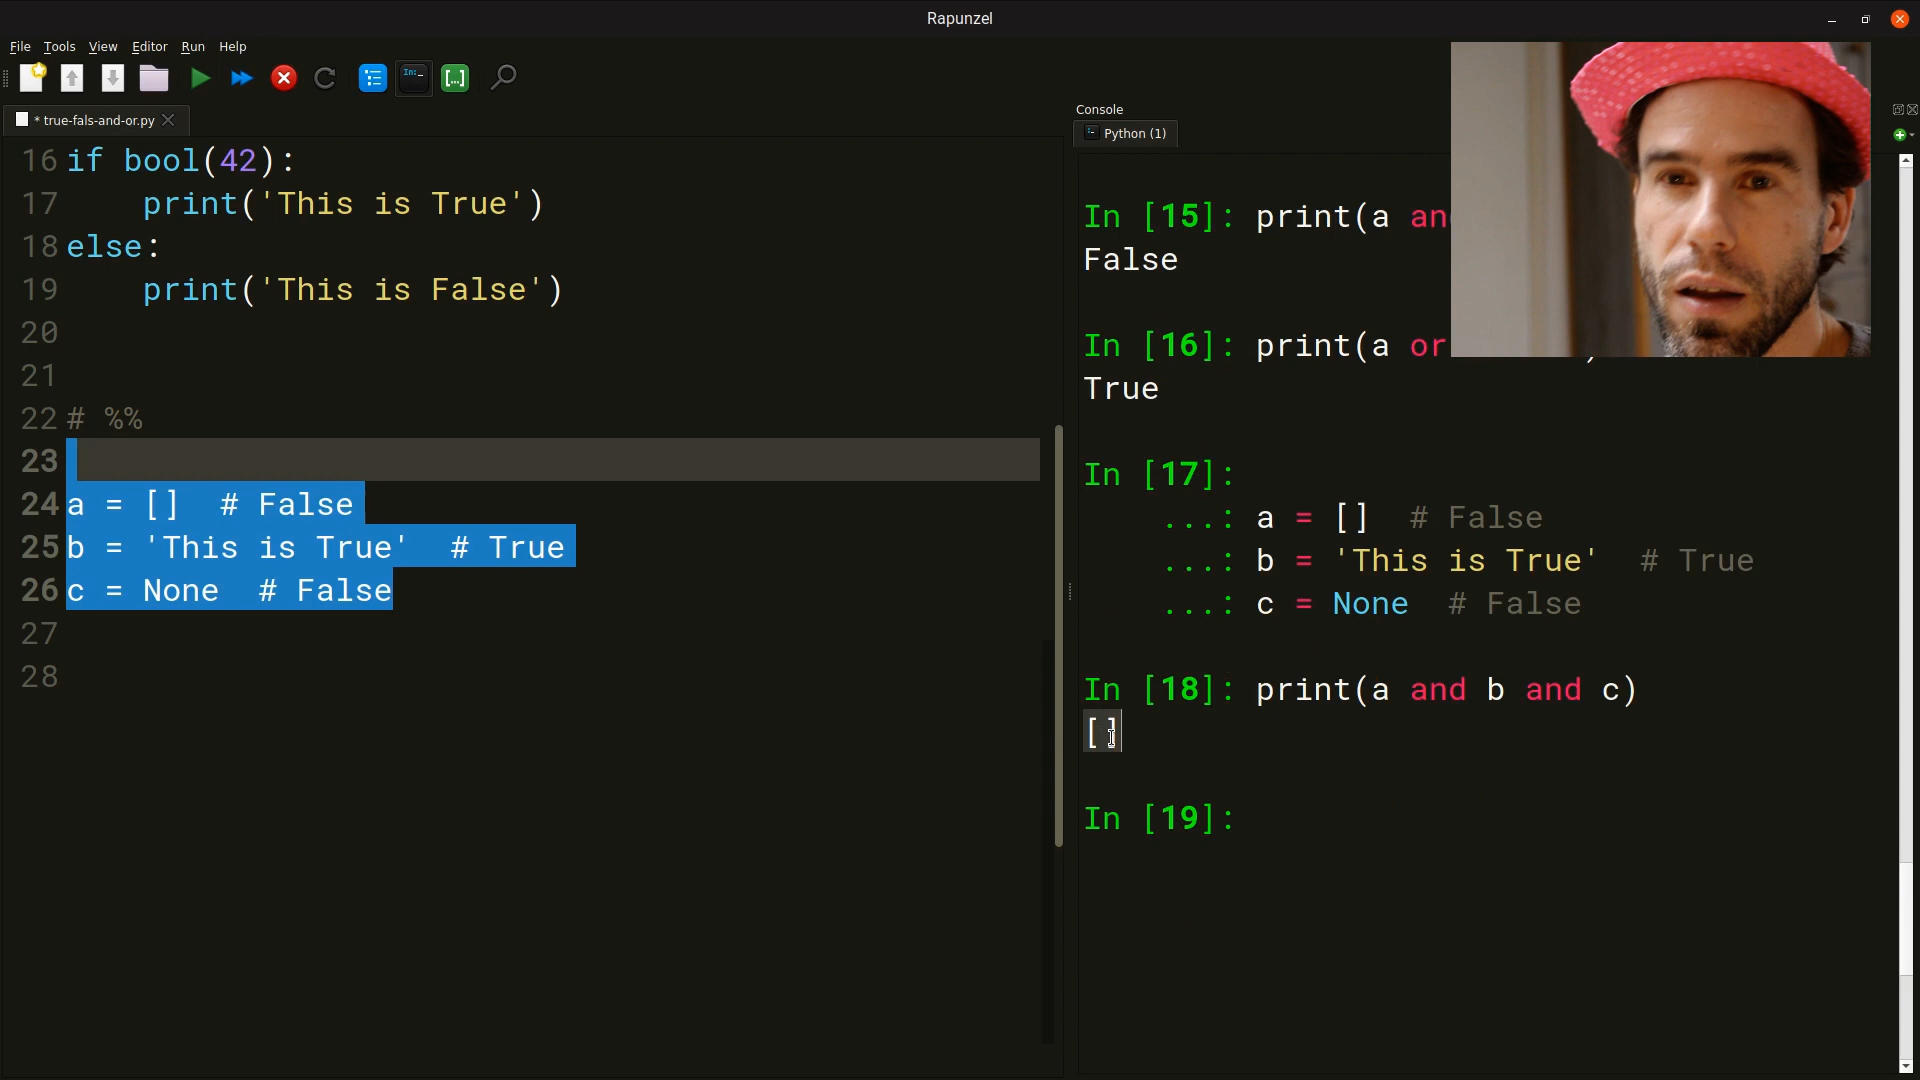 Rapunzel
File Tools View Editor Run Help
* true-fals-and-or.py
16 if bool(42):
17 print('This is True')
18 else:
19 print('This is False')
20
21
22 # %%
23
24 a = [] # False
25 b = 'This is True' # True
26 c = None # False
27
28
Console
Python (1)
In [15]: print(a an
False
In [16]: print(a or
True
In [17]:
...: a = [] # False
...: b = 'This is True' # True
...: c = None # False
In [18]: print(a and b and c)
[]
In [19]: